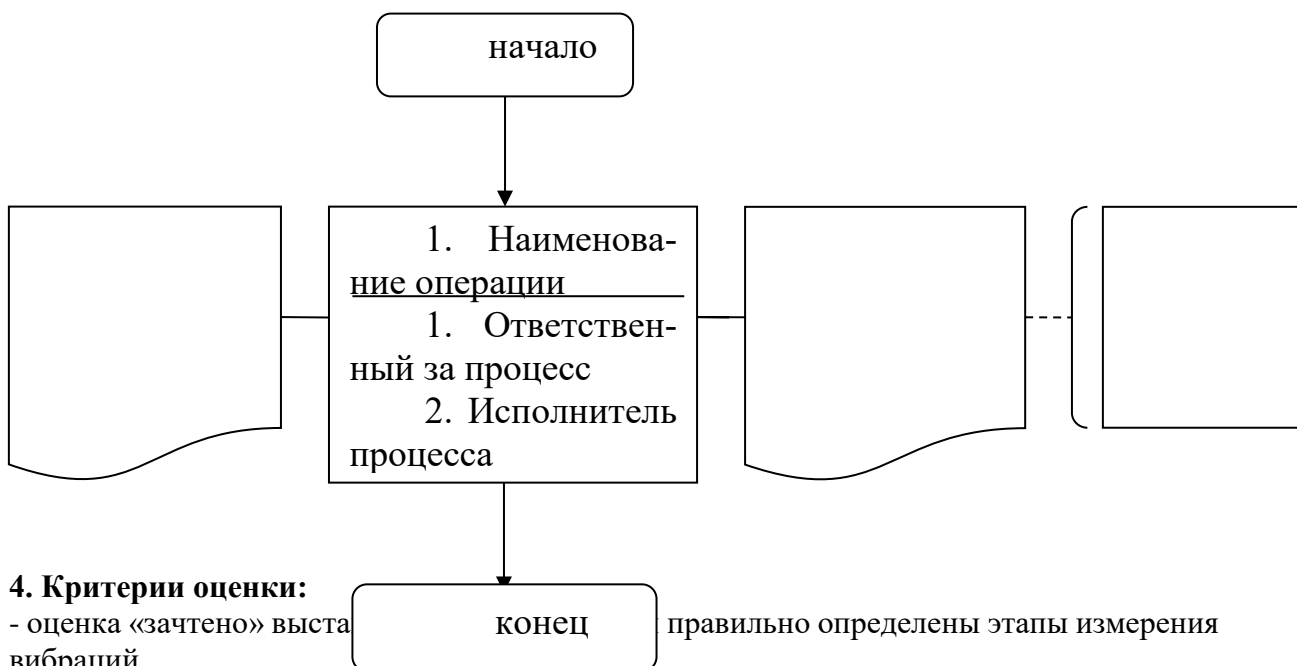 начало
1. Наименова-
ние операции
1. Ответствен-
ный за процесс
2. Исполнитель
процесса
4. Критерии оценки:
- оценка «зачтено» выста
конец
правильно определены этапы измерения
вибраций